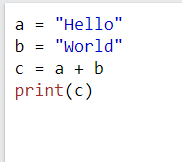 a = "Hello"
b = "World"
c = a + b
print(c)